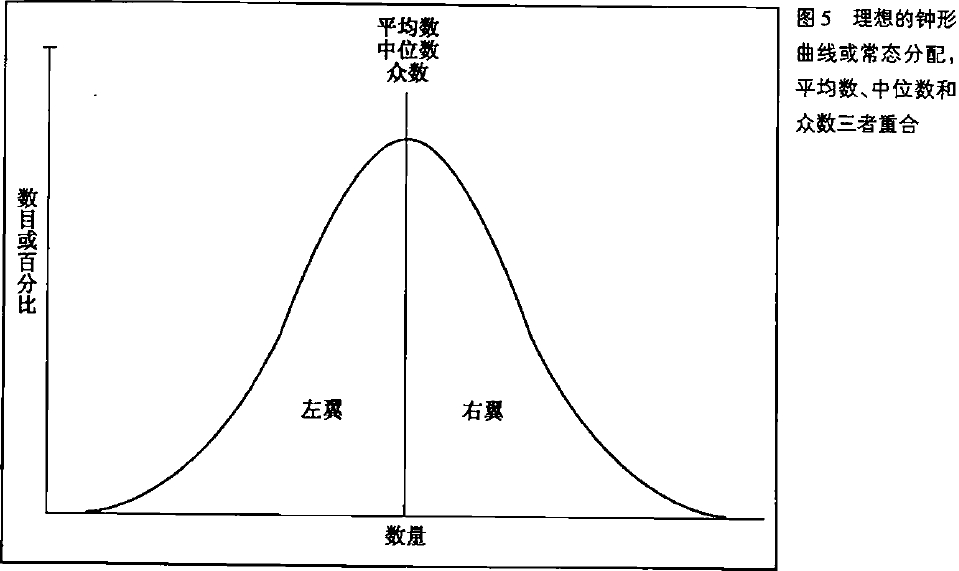 平均数
中位数
众数
数目或百分比
左翼
右翼
数量
图5 理想的钟形
曲线或常态分配，
平均数、中位数和
众数三者重合